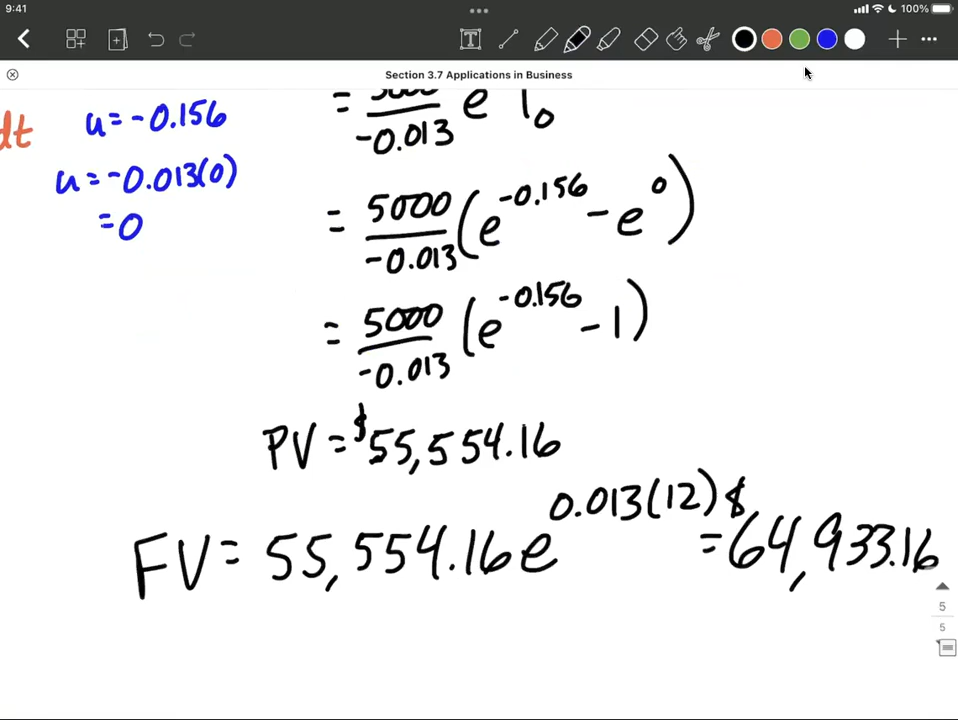 9:41
100%
Section 3.7 Applications in Business
dt
u = -0.156
u = -0.013(0)
= 0
= 5000/-0.013 e |0
= 5000/-0.013 (e^-0.156 - e^0)
= 5000/-0.013 (e^-0.156 - 1)
PV = $55,554.16
FV = 55,554.16e^0.013(12) = $64,933.16
5
5